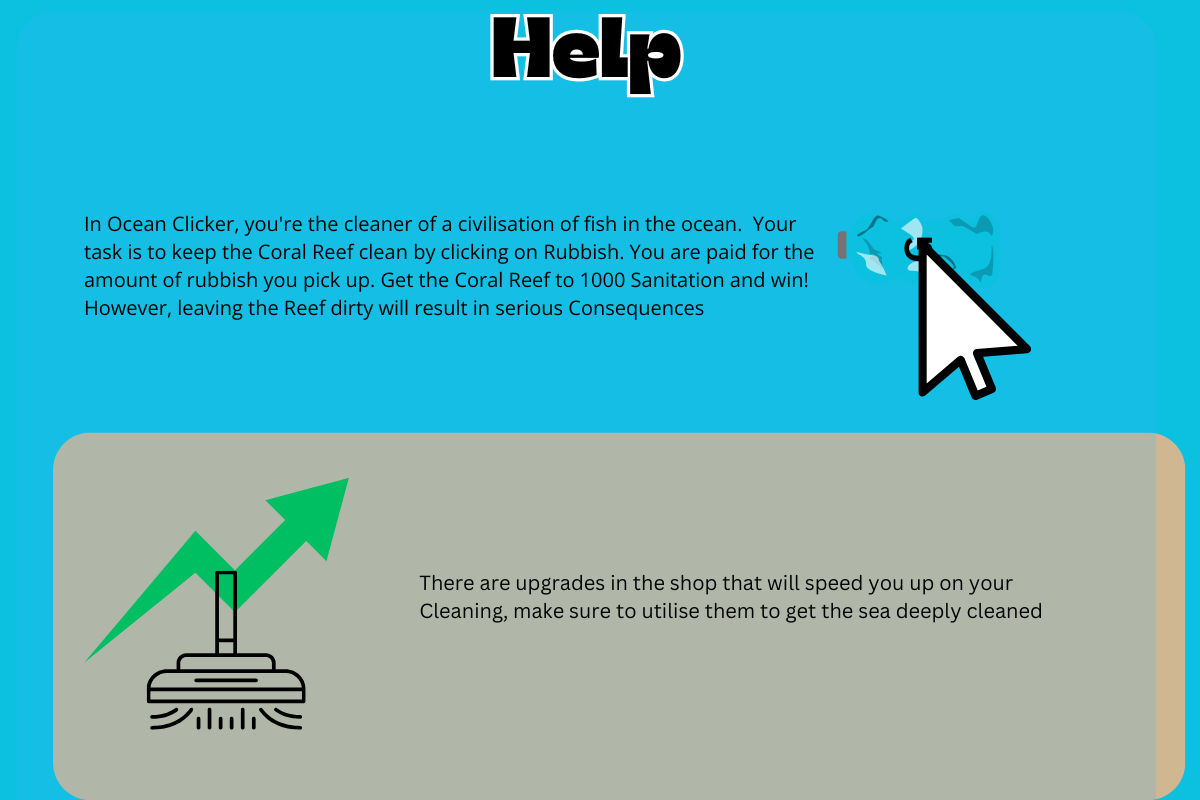 Help
In Ocean Clicker, you're the cleaner of a civilisation of fish in the ocean.  Your
task is to keep the Coral Reef clean by clicking on Rubbish. You are paid for the
amount of rubbish you pick up. Get the Coral Reef to 1000 Sanitation and win!
However, leaving the Reef dirty will result in serious Consequences
There are upgrades in the shop that will speed you up on your
Cleaning, make sure to utilise them to get the sea deeply cleaned